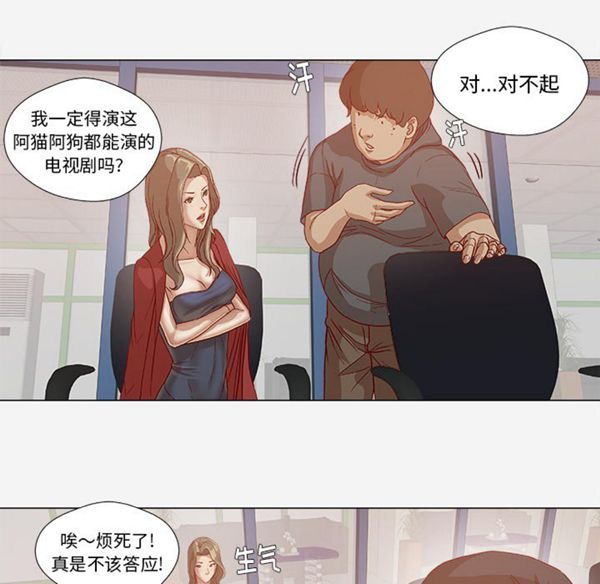 汗
对...对不起
我一定得演这
阿猫阿狗都能演的
电视剧吗?
汗
唉～烦死了!
真是不该答应!
生气